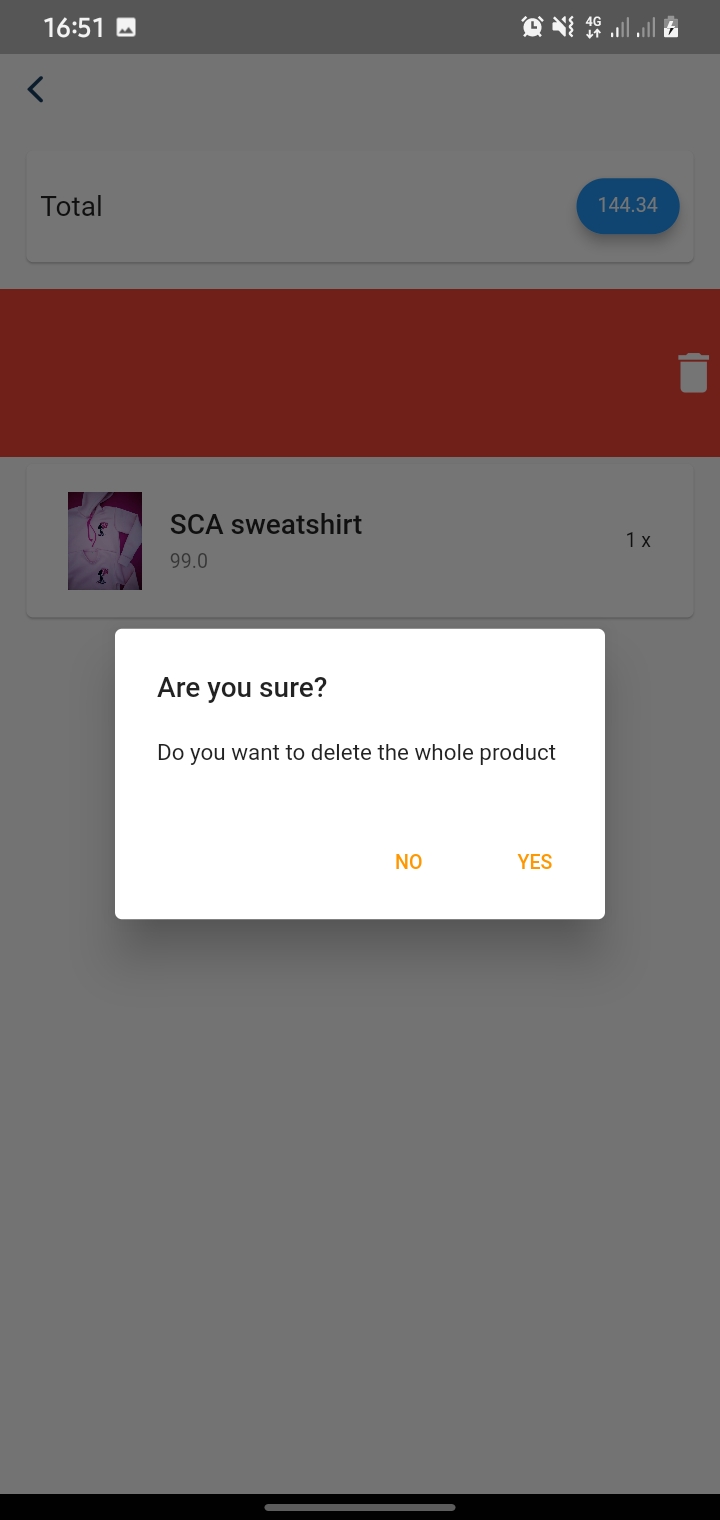 16:51
4G
Total
144.34
SCA sweatshirt
99.0
1 x
Are you sure?
Do you want to delete the whole product
NO
YES